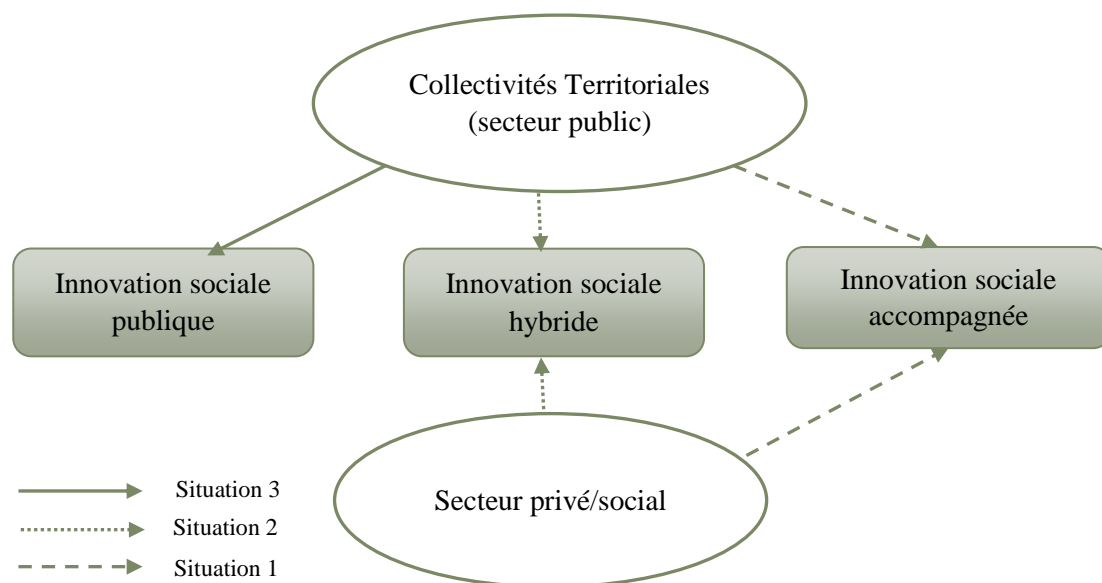 Collectivités Territoriales
(secteur public)
Innovation sociale
publique
Innovation sociale
hybride
Innovation sociale
accompagnée
Secteur privé/social
Situation 3
Situation 2
Situation 1